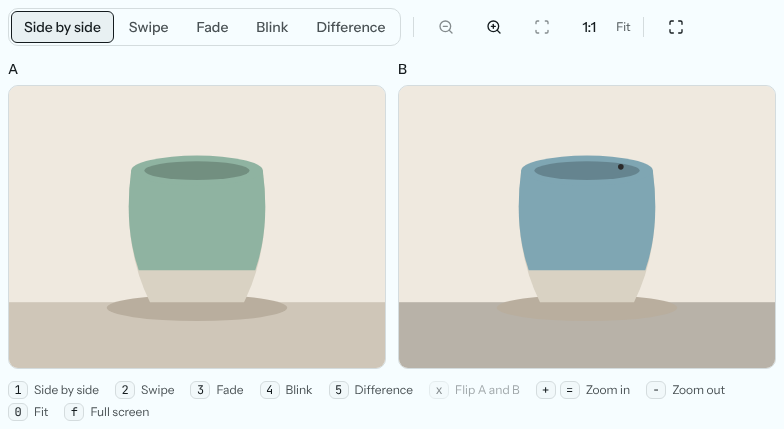 Side by side Swipe Fade Blink Difference 1:1 Fit
A B
1 Side by side 2 Swipe 3 Fade 4 Blink 5 Difference x Flip A and B + = Zoom in - Zoom out
0 Fit f Full screen